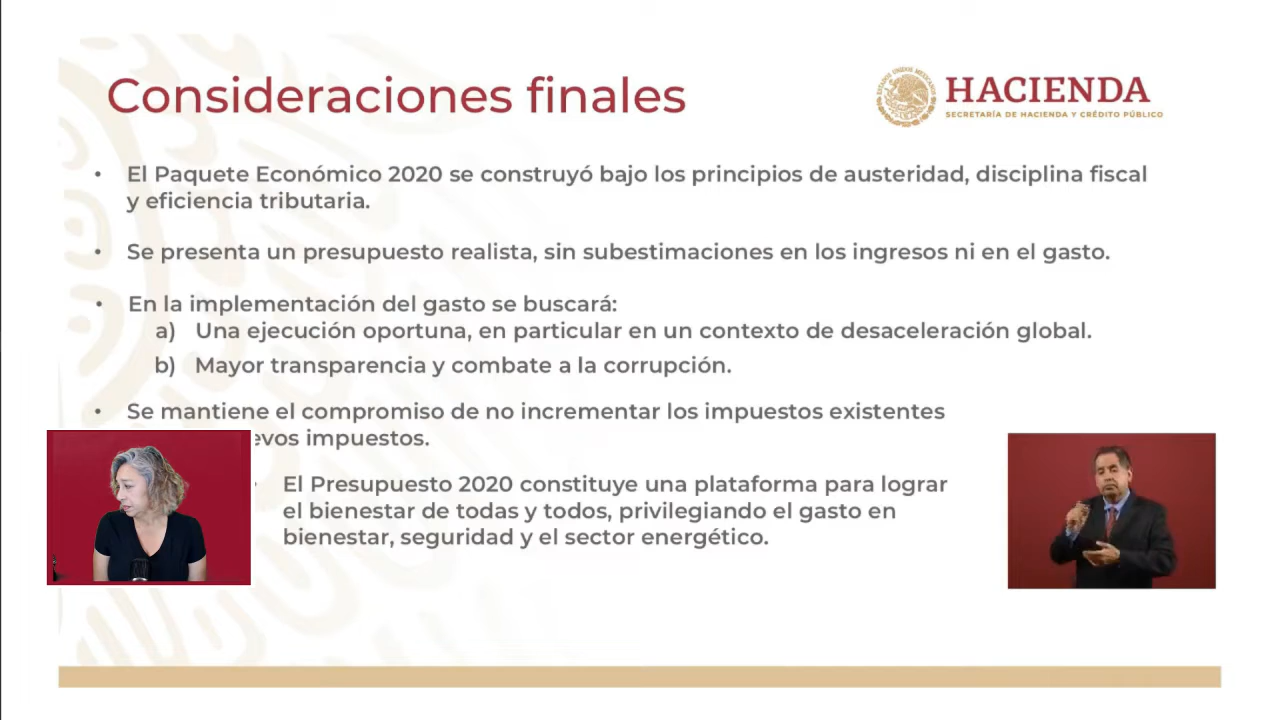 Consideraciones finales
HACIENDA
SECRETARÍA DE HACIENDA Y CRÉDITO PÚBLICO
• El Paquete Económico 2020 se construyó bajo los principios de austeridad, disciplina fiscal
y eficiencia tributaria.
• Se presenta un presupuesto realista, sin subestimaciones en los ingresos ni en el gasto.
• En la implementación del gasto se buscará:
a) Una ejecución oportuna, en particular en un contexto de desaceleración global.
b) Mayor transparencia y combate a la corrupción.
• Se mantiene el compromiso de no incrementar los impuestos existentes
evos impuestos.
El Presupuesto 2020 constituye una plataforma para lograr
el bienestar de todas y todos, privilegiando el gasto en
bienestar, seguridad y el sector energético.